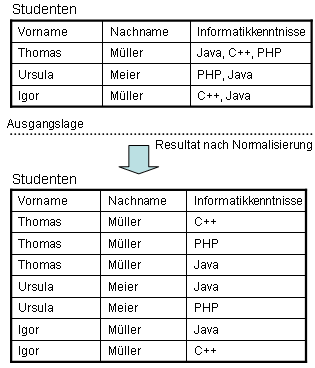 Studenten
Vorname Nachname Informatikkenntnisse
Thomas Müller Java, C++, PHP
Ursula Meier PHP, Java
Igor Müller C++, Java
Ausgangslage
Resultat nach Normalisierung
Studenten
Vorname Nachname Informatikkenntnisse
Thomas Müller C++
Thomas Müller PHP
Thomas Müller Java
Ursula Meier Java
Ursula Meier PHP
Igor Müller Java
Igor Müller C++